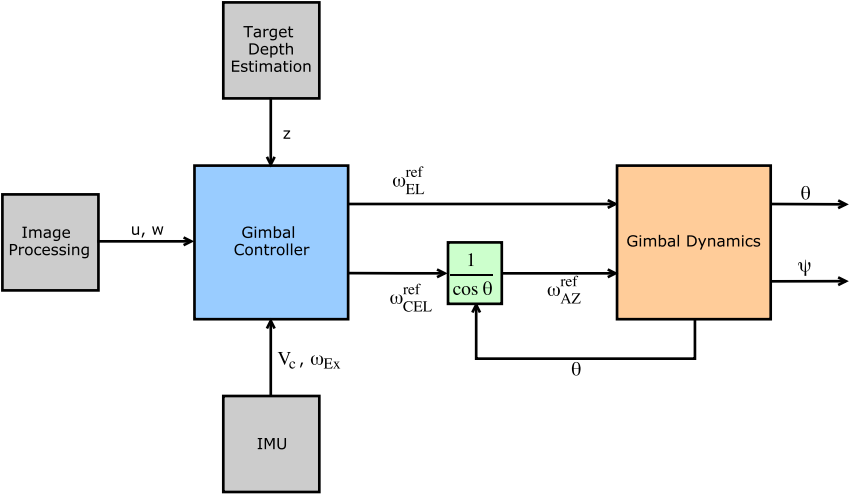 Target
Depth
Estimation
z
ω_EL^ref
θ
Image
Processing
u, w
Gimbal
Controller
1
cos θ
Gimbal Dynamics
ψ
ω_CEL^ref
ω_AZ^ref
V_c , ω_Ex
θ
IMU